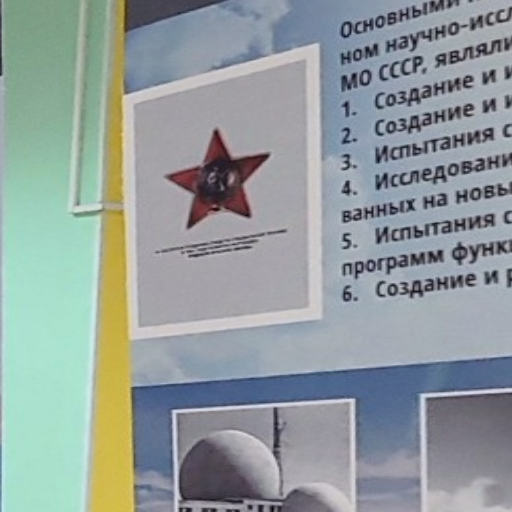 Основными
ном научно-иссл
МО СССР, являли
1. Создание и и
2. Создание и и
3. Испытания с
4. Исследовани
ванных на новы
5. Испытания с
программ функц
6. Создание и р